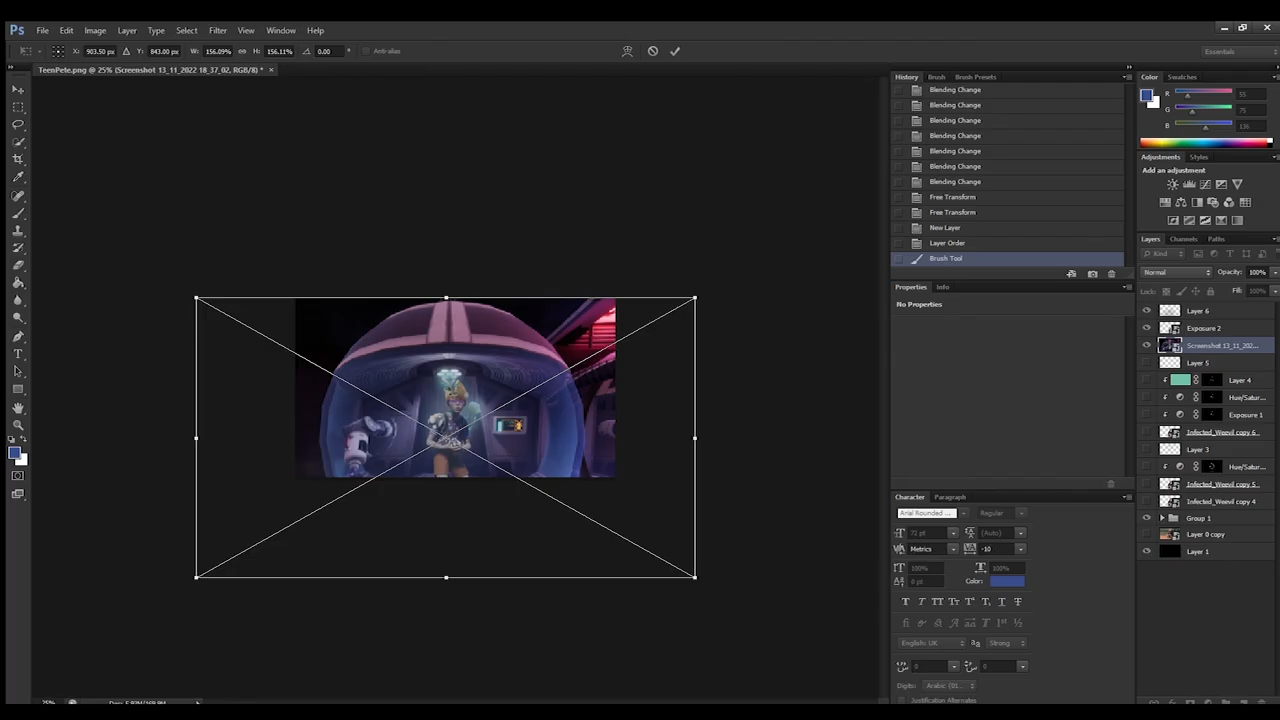 Ps File Edit Image Layer Type Select Filter View Window Help
X: 903.50 px Y: 843.00 px W: 156.09% H: 156.11% 0.00 ° Anti-alias Essentials
TeenPete.png @ 25% (Screenshot 13_11_2022 18_37_02, RGB/8) * ×
History Brush Brush Presets
Blending Change
Blending Change
Blending Change
Blending Change
Blending Change
Blending Change
Blending Change
Free Transform
Free Transform
New Layer
Layer Order
Brush Tool
Properties Info
No Properties
Character Paragraph
Arial Rounded ... Regular
72 pt (Auto)
Metrics -10
100% 100%
0 pt Color:
English: UK Strong
0 0
Digits: Arabic (01...
Justification Alternates
Color Swatches
R 55
G 75
B 136
Adjustments Styles
Add an adjustment
Layers Channels Paths
Kind
Normal Opacity: 100%
Lock: Fill: 100%
Layer 6
Exposure 2
Screenshot 13_11_202...
Layer 5
Layer 4
Hue/Satur...
Exposure 1
Infected_Weevil copy 6
Layer 3
Hue/Satur...
Infected_Weevil copy 5
Infected_Weevil copy 4
Group 1
Layer 0 copy
Layer 1
25%